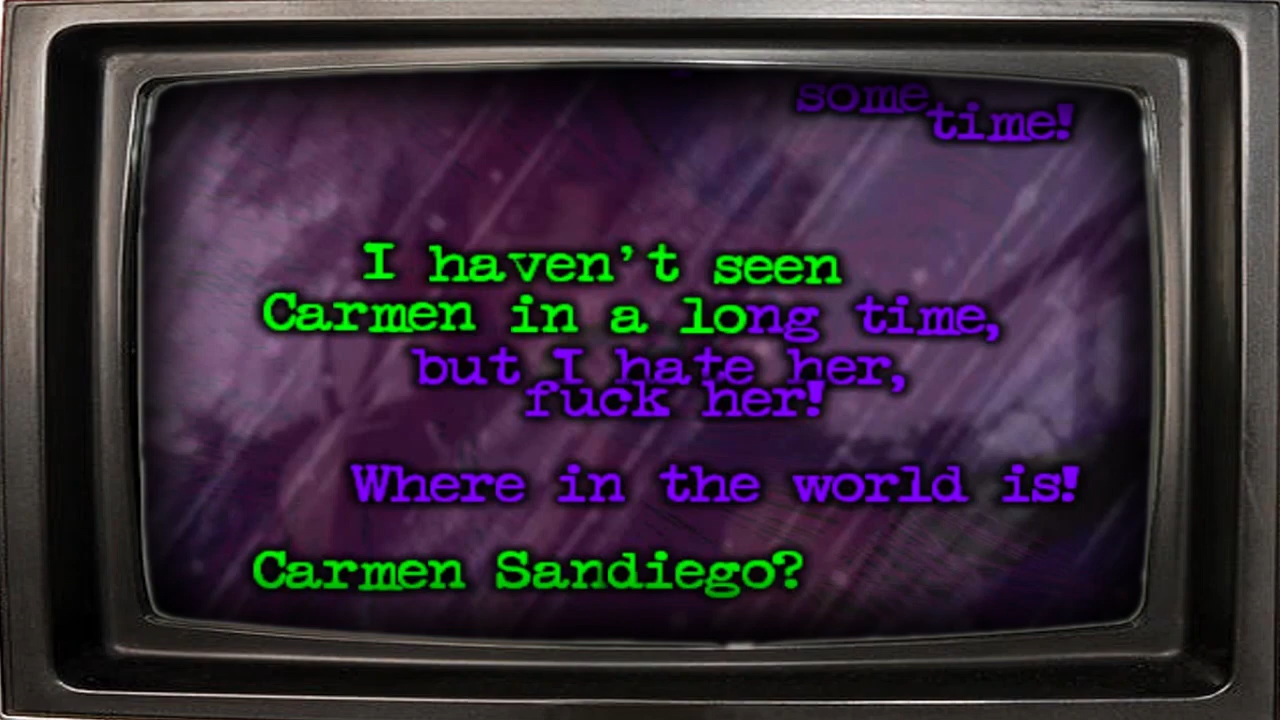 some
time!
I haven't seen
Carmen in a long time,
but I hate her,
fuck her!
Where in the world is!
Carmen Sandiego?